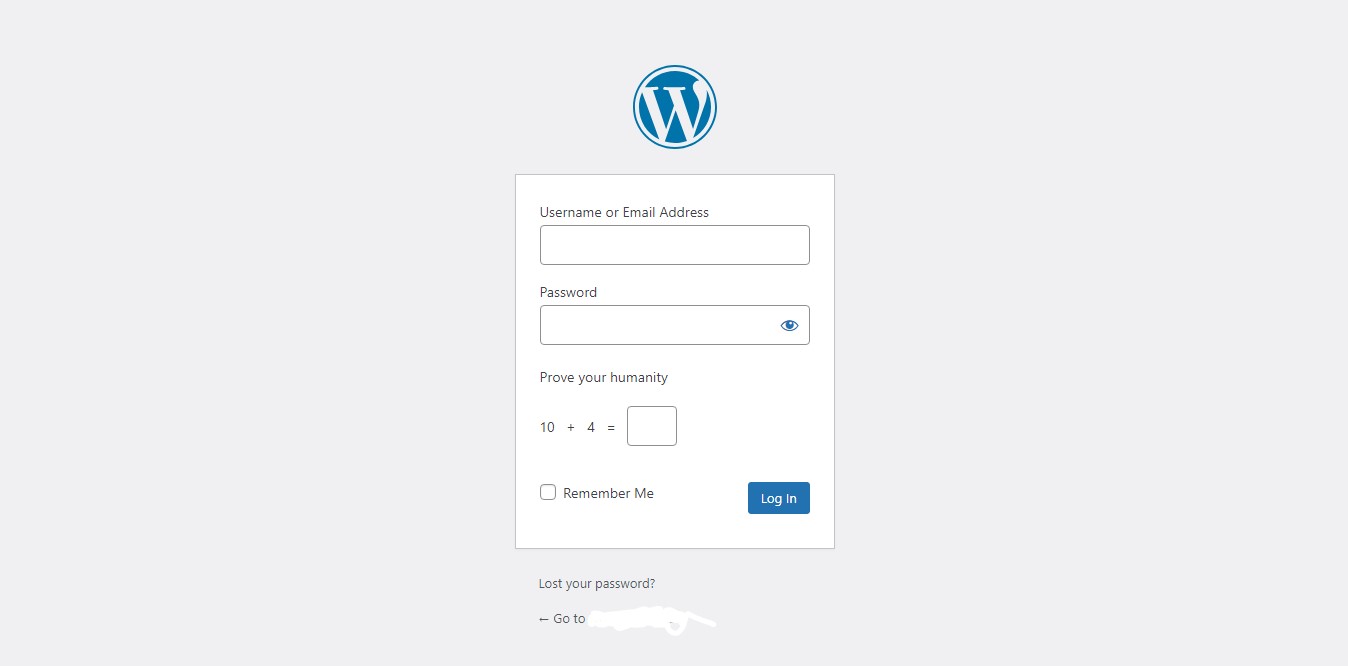 Username or Email Address
Password
Prove your humanity
10 + 4 =
Remember Me
Log In
Lost your password?
← Go to